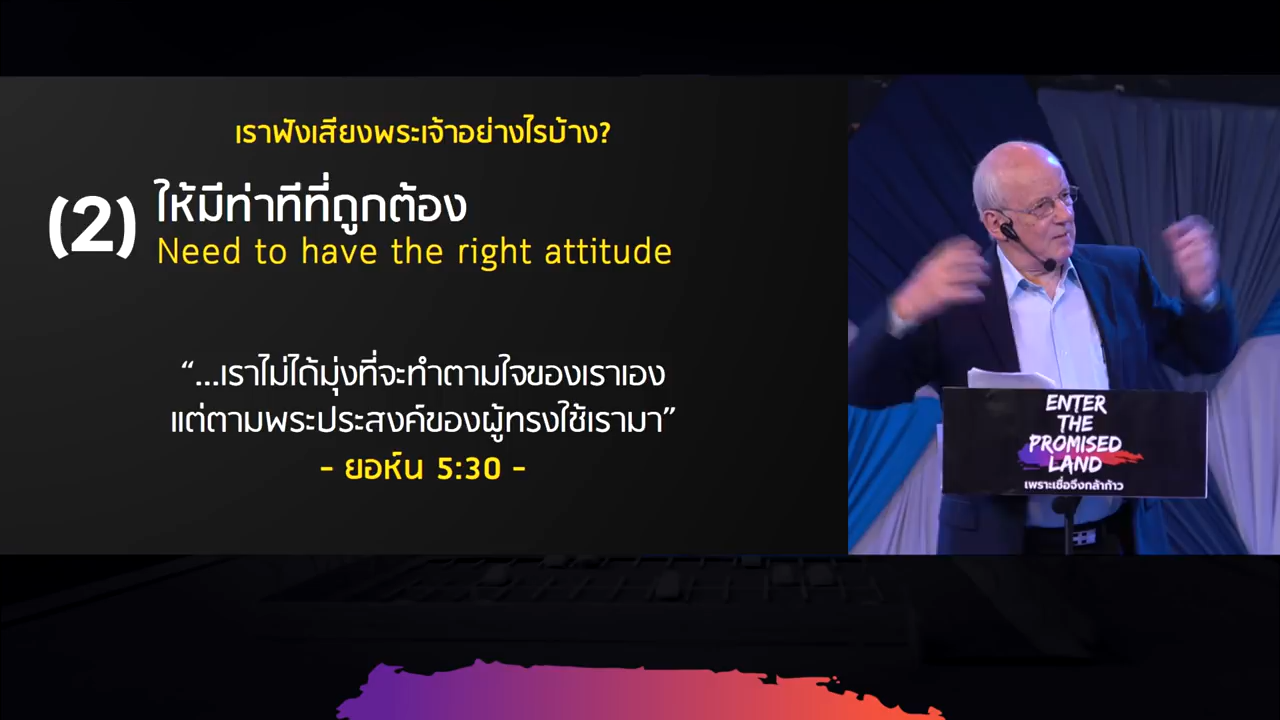 เราฟังเสียงพระเจ้าอย่างไรบ้าง?
(2) ให้มีท่าทีที่ถูกต้อง
Need to have the right attitude
“...เราไม่ได้มุ่งที่จะทำตามใจของเราเอง
แต่ตามพระประสงค์ของผู้ทรงใช้เรามา”
- ยอห์น 5:30 -
ENTER
THE
PROMISED
LAND
เพราะเชื่อจึงกล้าก้าว